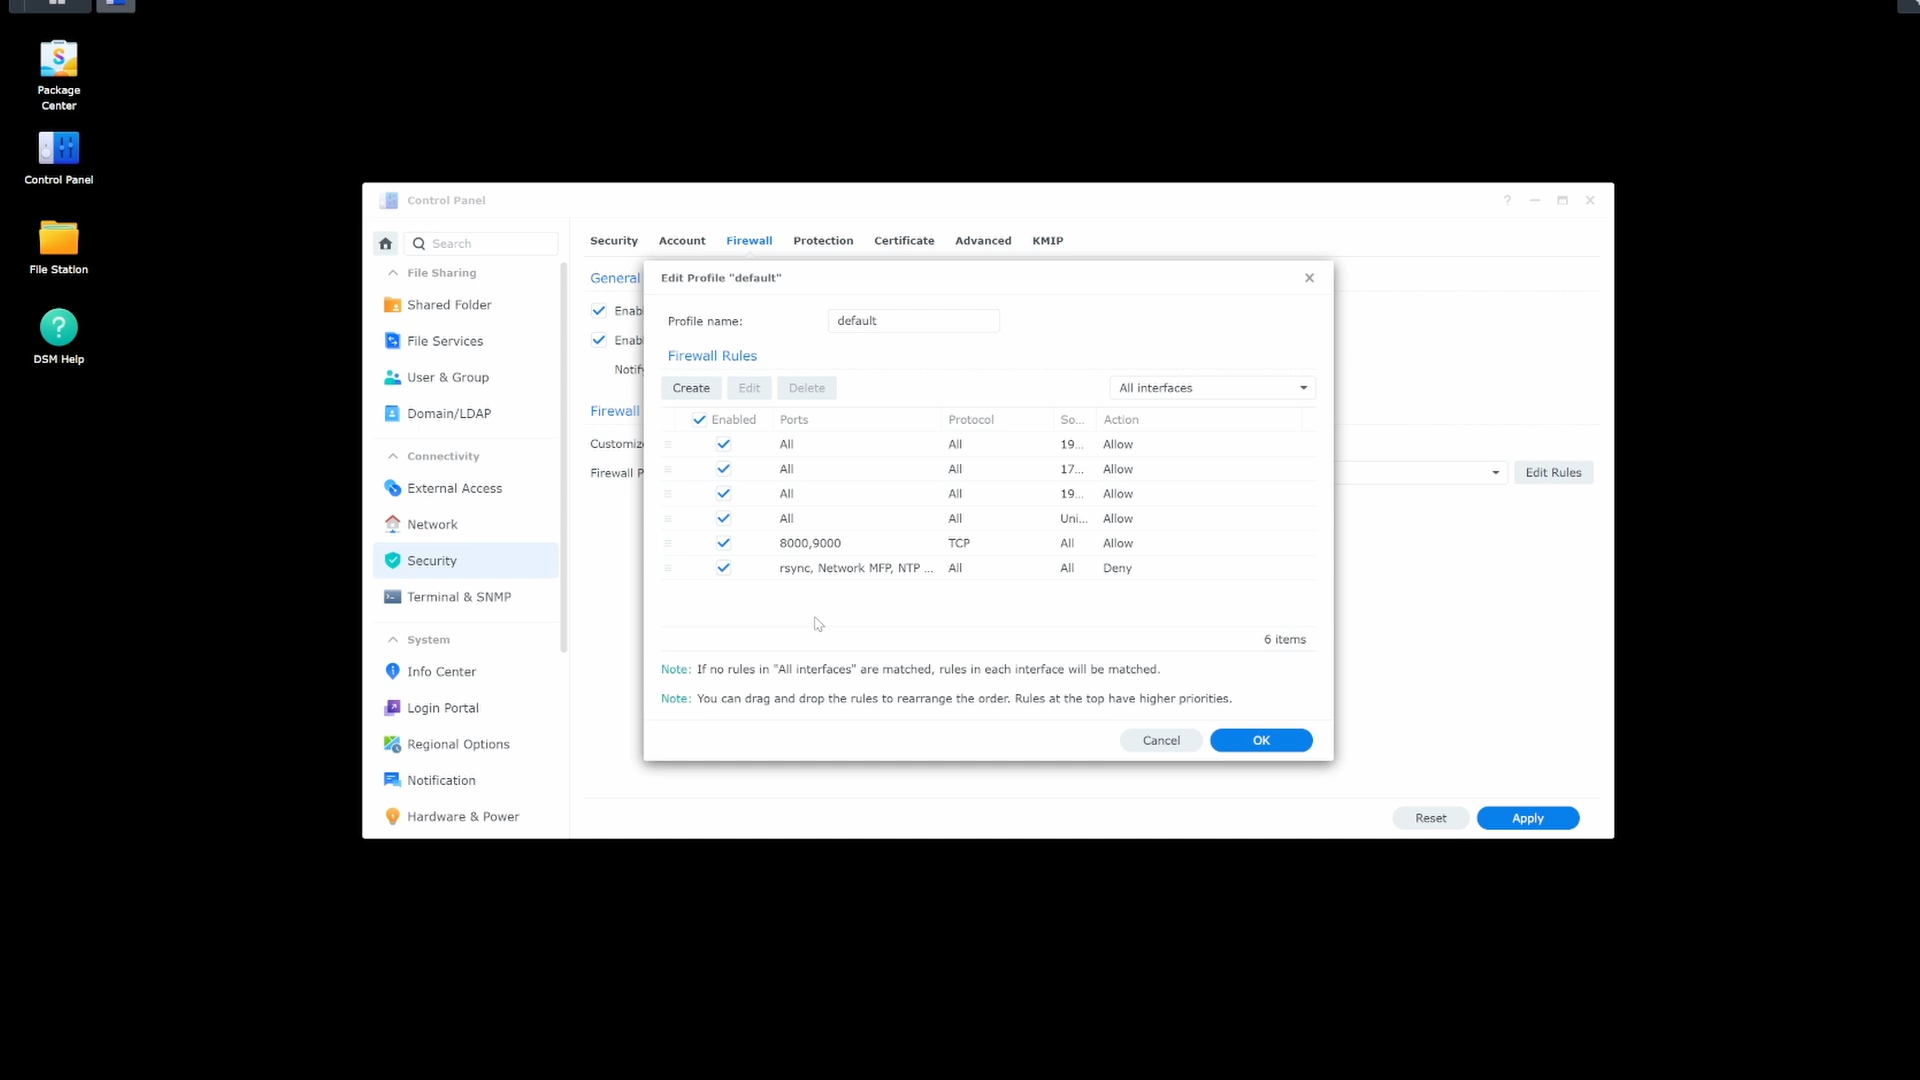 Package
Center
Control Panel
File Station
?
DSM Help
Control Panel
?
Search
Security Account Firewall Protection Certificate Advanced KMIP
File Sharing
Shared Folder
File Services
User & Group
Domain/LDAP
Connectivity
External Access
Network
Security
Terminal & SNMP
System
Info Center
Login Portal
Regional Options
Notification
Hardware & Power
General
Enab
Enab
Notify
Firewall
Customize
Firewall P
Edit Rules
Reset Apply
Edit Profile "default"
Profile name: default
Firewall Rules
Create Edit Delete All interfaces
Enabled Ports Protocol So... Action
All All 19... Allow
All All 17... Allow
All All 19... Allow
All All Uni... Allow
8000,9000 TCP All Allow
rsync, Network MFP, NTP ... All All Deny
6 items
Note: If no rules in "All interfaces" are matched, rules in each interface will be matched.
Note: You can drag and drop the rules to rearrange the order. Rules at the top have higher priorities.
Cancel OK